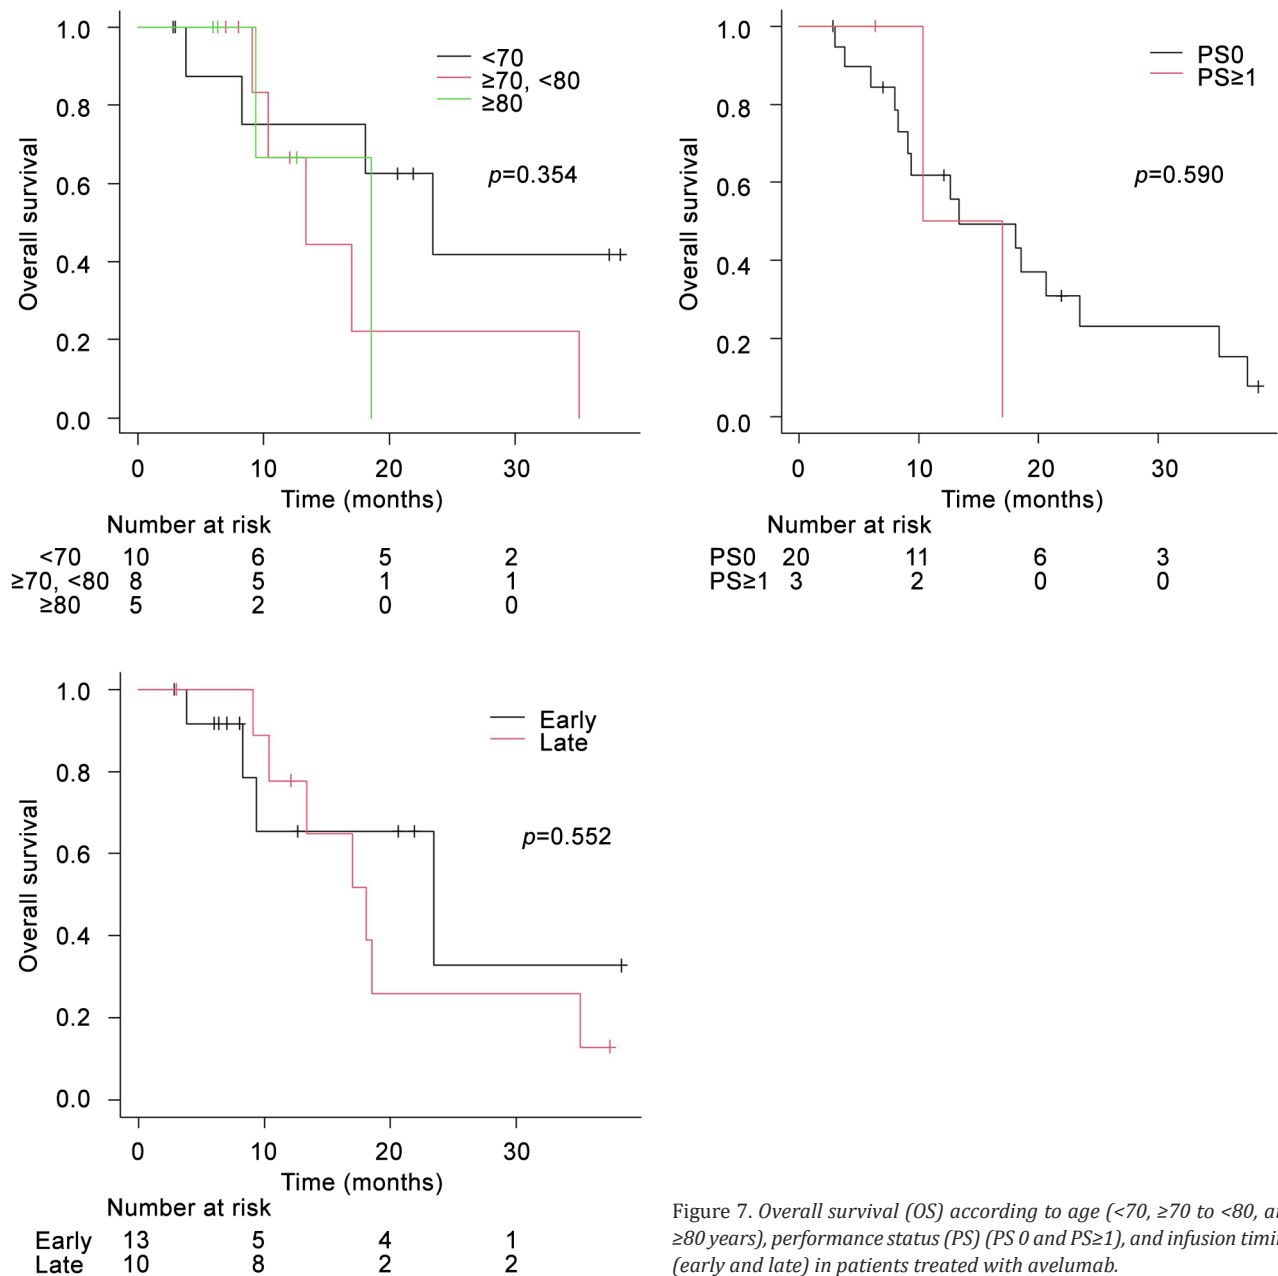 1.0
0.8
0.6
0.4
0.2
0.0
Overall survival
<70
≥70, <80
≥80
p=0.354
0 10 20 30
Time (months)
Number at risk
<70 10 6 5 2
≥70, <80 8 5 1 1
≥80 5 2 0 0
1.0
0.8
0.6
0.4
0.2
0.0
Overall survival
PS0
PS≥1
p=0.590
0 10 20 30
Time (months)
Number at risk
PS0 20 11 6 3
PS≥1 3 2 0 0
1.0
0.8
0.6
0.4
0.2
0.0
Overall survival
Early
Late
p=0.552
0 10 20 30
Time (months)
Number at risk
Early 13 5 4 1
Late 10 8 2 2
Figure 7. Overall survival (OS) according to age (<70, ≥70 to <80,
≥80 years), performance status (PS) (PS 0 and PS≥1), and infusion
(early and late) in patients treated with avelumab.